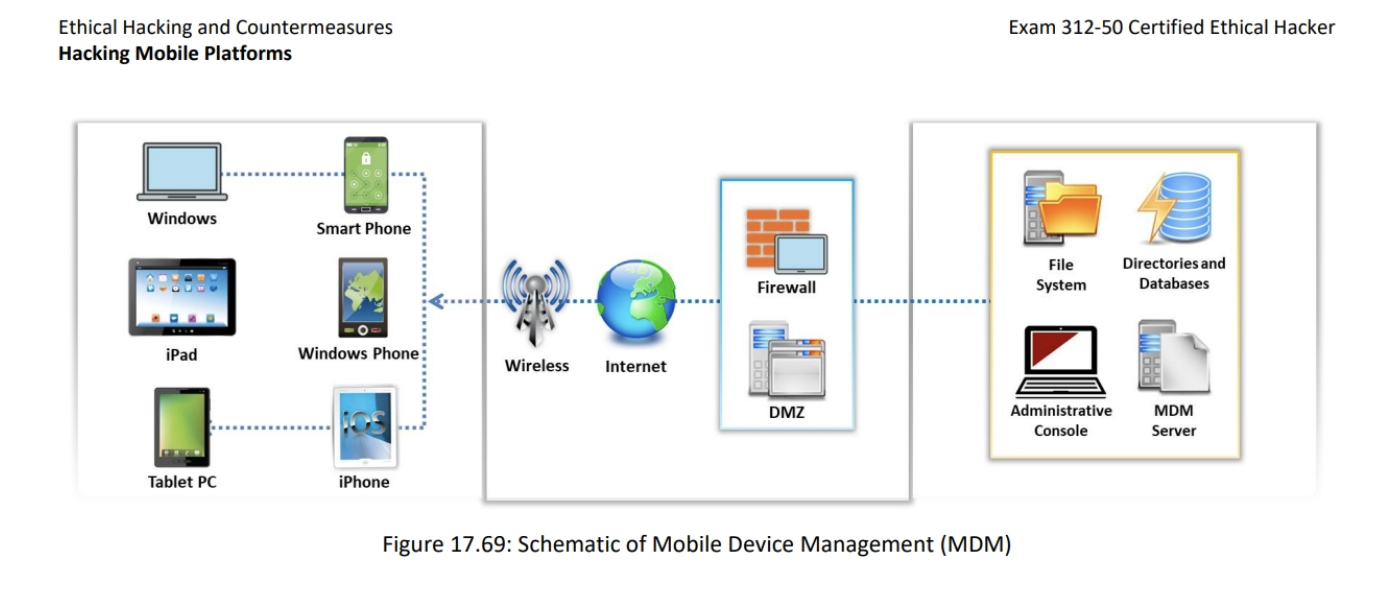 Ethical Hacking and Countermeasures
Exam 312-50 Certified Ethical Hacker
Hacking Mobile Platforms
Windows
Smart Phone
iPad
Windows Phone
Tablet PC
iOS
iPhone
Wireless
Internet
Firewall
DMZ
File
System
Directories and
Databases
Administrative
Console
MDM
Server
Figure 17.69: Schematic of Mobile Device Management (MDM)